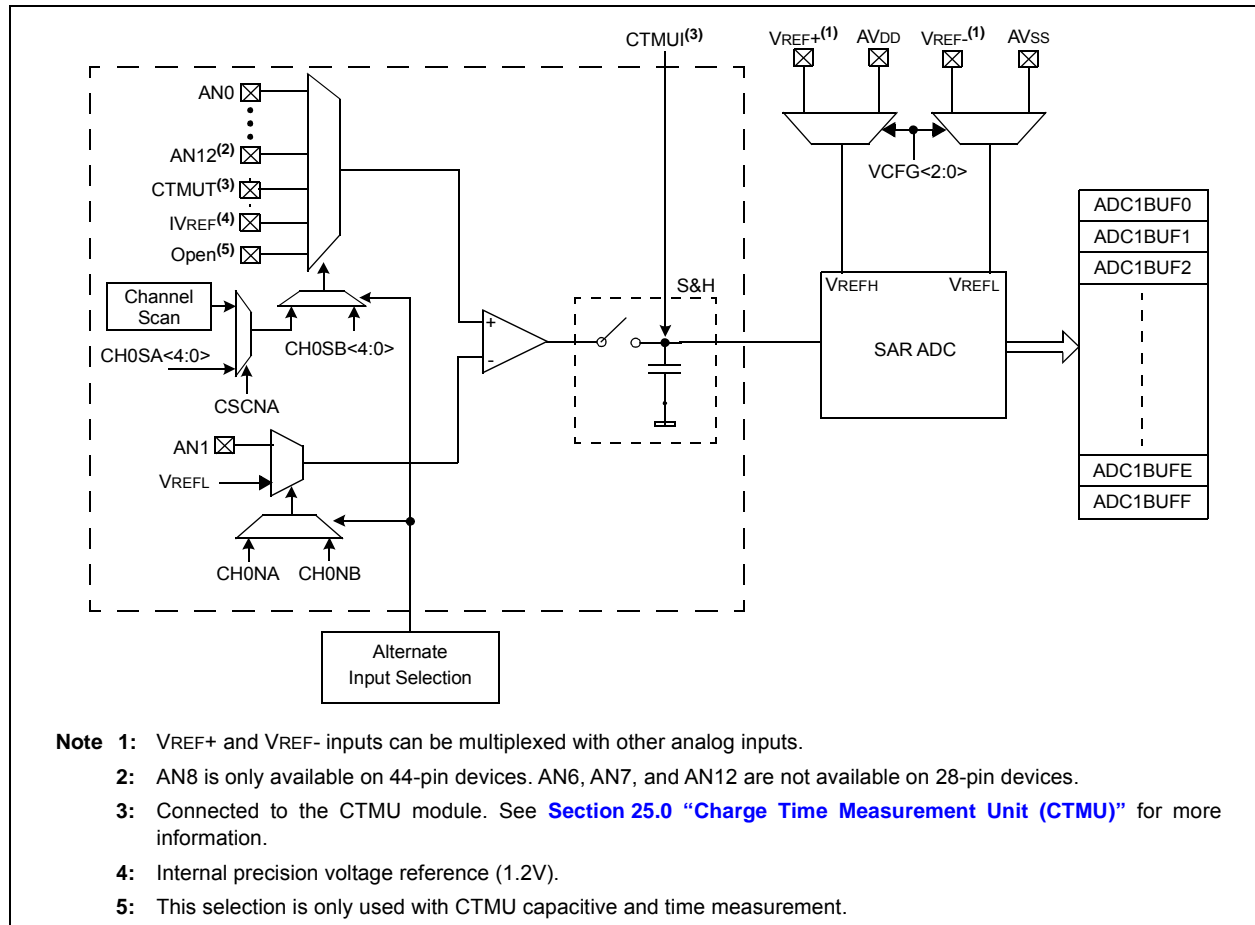 CTMUI(3)
VREF+(1) AVDD VREF-(1) AVSS
AN0
AN12(2)
CTMUT(3)
IVREF(4)
Open(5)
VCFG<2:0>
ADC1BUF0
ADC1BUF1
ADC1BUF2
VREFH VREFL
SAR ADC
S&H
Channel
Scan
CH0SA<4:0>
CH0SB<4:0>
CSCNA
+
-
AN1
VREFL
CH0NA CH0NB
ADC1BUFE
ADC1BUFF
Alternate
Input Selection
Note 1: VREF+ and VREF- inputs can be multiplexed with other analog inputs.
2: AN8 is only available on 44-pin devices. AN6, AN7, and AN12 are not available on 28-pin devices.
3: Connected to the CTMU module. See Section 25.0 “Charge Time Measurement Unit (CTMU)” for more
information.
4: Internal precision voltage reference (1.2V).
5: This selection is only used with CTMU capacitive and time measurement.